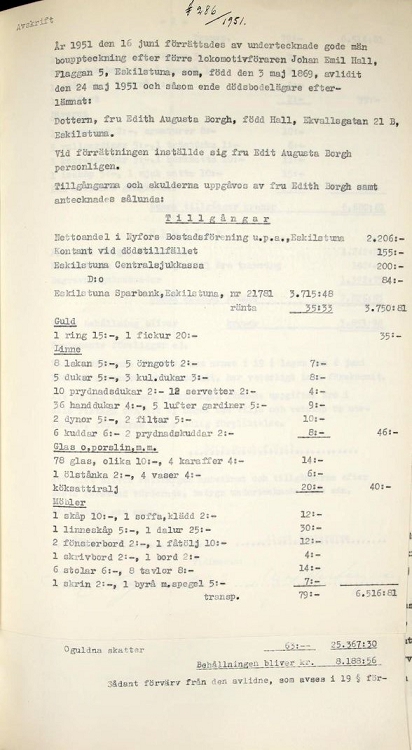 Avskrift
§ 286/1951.
År 1951 den 16 juni förrättades av undertecknade gode män
bouppteckning efter förre lokomotivföraren Johan Emil Hall,
Flaggan 5, Eskilstuna, som, född den 3 maj 1869, avlidit
den 24 maj 1951 och såsom ende dödsbodelägare efter-
lämnat:
Dottern, fru Edith Augusta Borgh, född Hall, Ekvallsgatan 21 B,
Eskilstuna.
Vid förrättningen inställde sig fru Edit Augusta Borgh
personligen.
Tillgångarna och skulderna uppgåvos av fru Edith Borgh samt
antecknades sålunda:
Tillgångar
Nettoandel i Nyfors Bostadsförening u.p.a.,Eskilstuna 2.206:-
Kontant vid dödstillfället 155:-
Eskilstuna Centralsjukkassa 200:-
D:o 84:-
Eskilstuna Sparbank,Eskilstuna, nr 21781 3.715:48
ränta 35:33 3.750:81
Guld
1 ring 15:-, 1 fickur 20:- 35:-
Linne
8 lakan 5:-, 5 örngott 2:- 7:-
5 dukar 5:-, 3 kul.dukar 3:- 8:-
10 prydnadsdukar 2:- 12 servetter 2:- 4:-
36 handdukar 4:-, 5 lufter gardiner 5:- 9:-
2 dynor 5:-, 2 filtar 5:- 10:-
6 kuddar 6:- 2 prydnadskuddar 2:- 8:- 46:-
Glas o,porslin,m.m.
78 glas, olika 10:-, 4 karaffer 4:- 14:-
1 ölstånka 2:-, 4 vaser 4:- 6:-
köksattiralj 20:- 40:-
Möbler
1 skåp 10:-, 1 soffa,klädd 2:- 12:-
1 linneskåp 5:-, 1 dalur 25:- 30:-
2 fönsterbord 2:-, 1 fåtölj 10:- 12:-
1 skrivbord 2:-, 1 bord 2:- 4:-
6 stolar 6:-, 8 tavlor 8:- 14:-
1 skrin 2:-, 1 byrå m.spegel 5:- 7:-
transp. 79:- 6.516:81
Oguldna skatter 63:-- 25.367:30
Behållningen bliver kr. 8.188:56
Sådant förvärv från den avlidne, som avses i 19 § för-